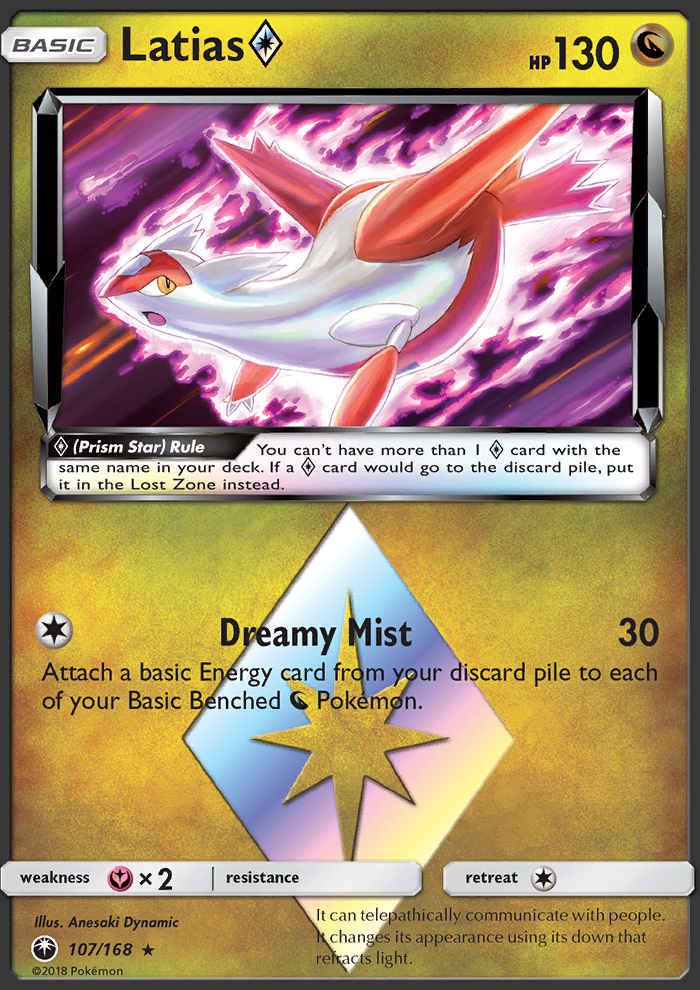 BASIC
Latias
HP 130
(Prism Star) Rule You can't have more than 1 card with the
same name in your deck. If a card would go to the discard pile, put
it in the Lost Zone instead.
Dreamy Mist 30
Attach a basic Energy card from your discard pile to each
of your Basic Benched Pokémon.
weakness × 2 resistance retreat
Illus. Anesaki Dynamic
107/168
©2018 Pokémon
It can telepathically communicate with people.
It changes its appearance using its down that
refracts light.